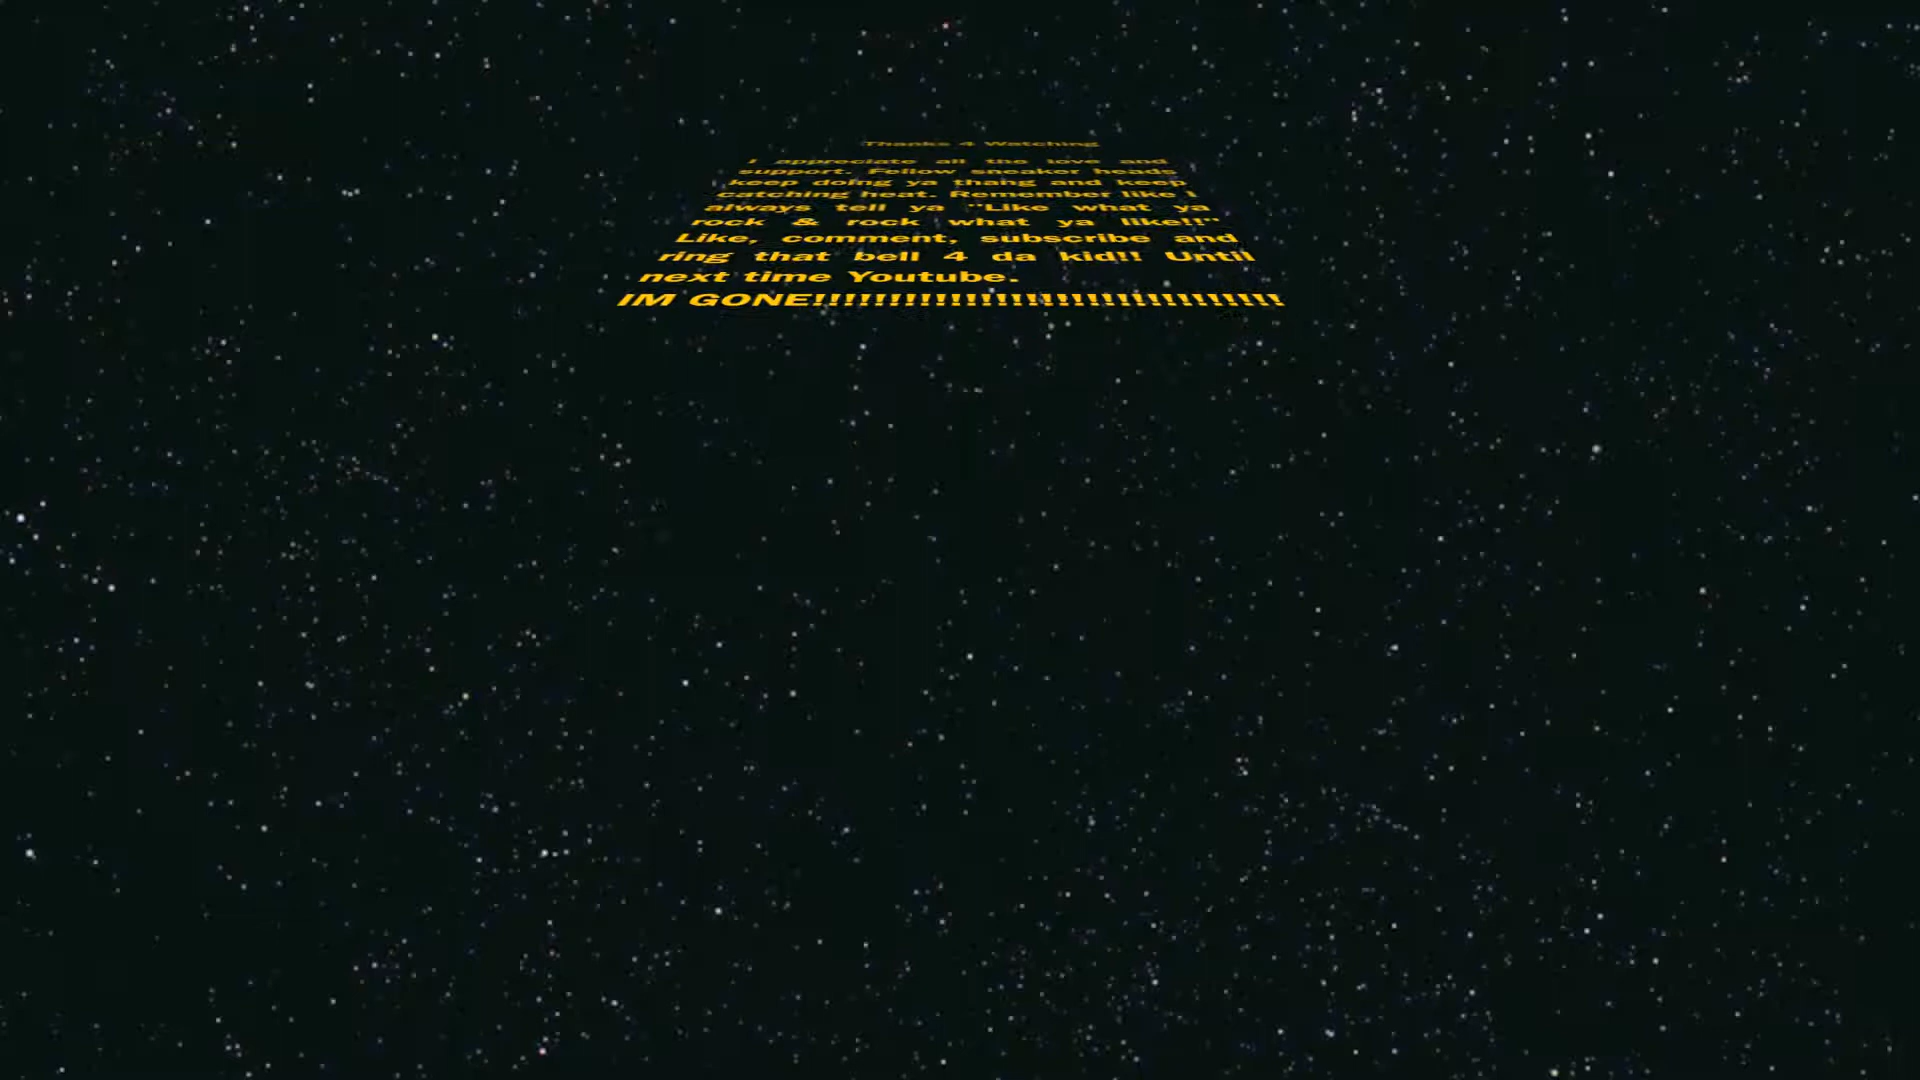 Thanks 4 Watching
I appreciate all the love and
support. Fellow sneaker heads
keep doing ya thang and keep
catching heat. Remember like I
always tell ya "Like what ya
rock & rock what ya like!!"
Like, comment, subscribe and
ring that bell 4 da kid!! Until
next time Youtube.
IM GONE!!!!!!!!!!!!!!!!!!!!!!!!!!!!!!!